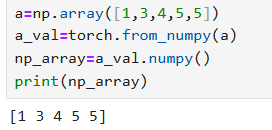 a=np.array([1,3,4,5,5])
a_val=torch.from_numpy(a)
np_array=a_val.numpy()
print(np_array)
[1 3 4 5 5]